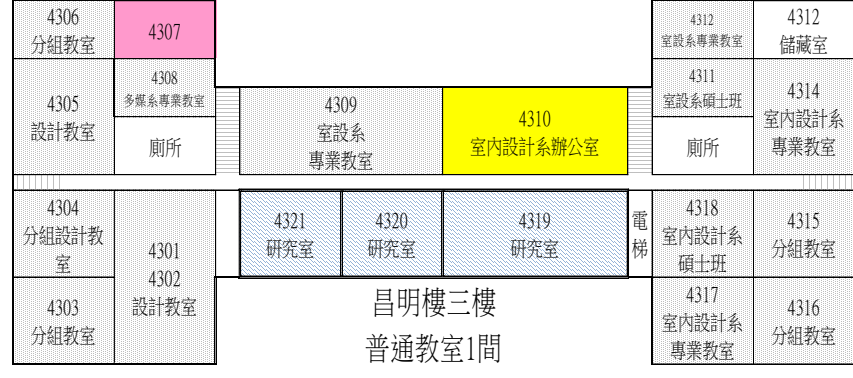 4306
分組教室
4307
4312
室設系專業教室
4312
儲藏室
4305
設計教室
4308
多媒系專業教室
廁所
4309
室設系
專業教室
4310
室內設計系辦公室
4311
室設系碩士班
廁所
4314
室內設計系
專業教室
4304
分組設計教
室
4301
4302
設計教室
4321
研究室
4320
研究室
4319
研究室
電
梯
4318
室內設計系
碩士班
4315
分組教室
4303
分組教室
昌明樓三樓
普通教室1間
4317
室內設計系
專業教室
4316
分組教室